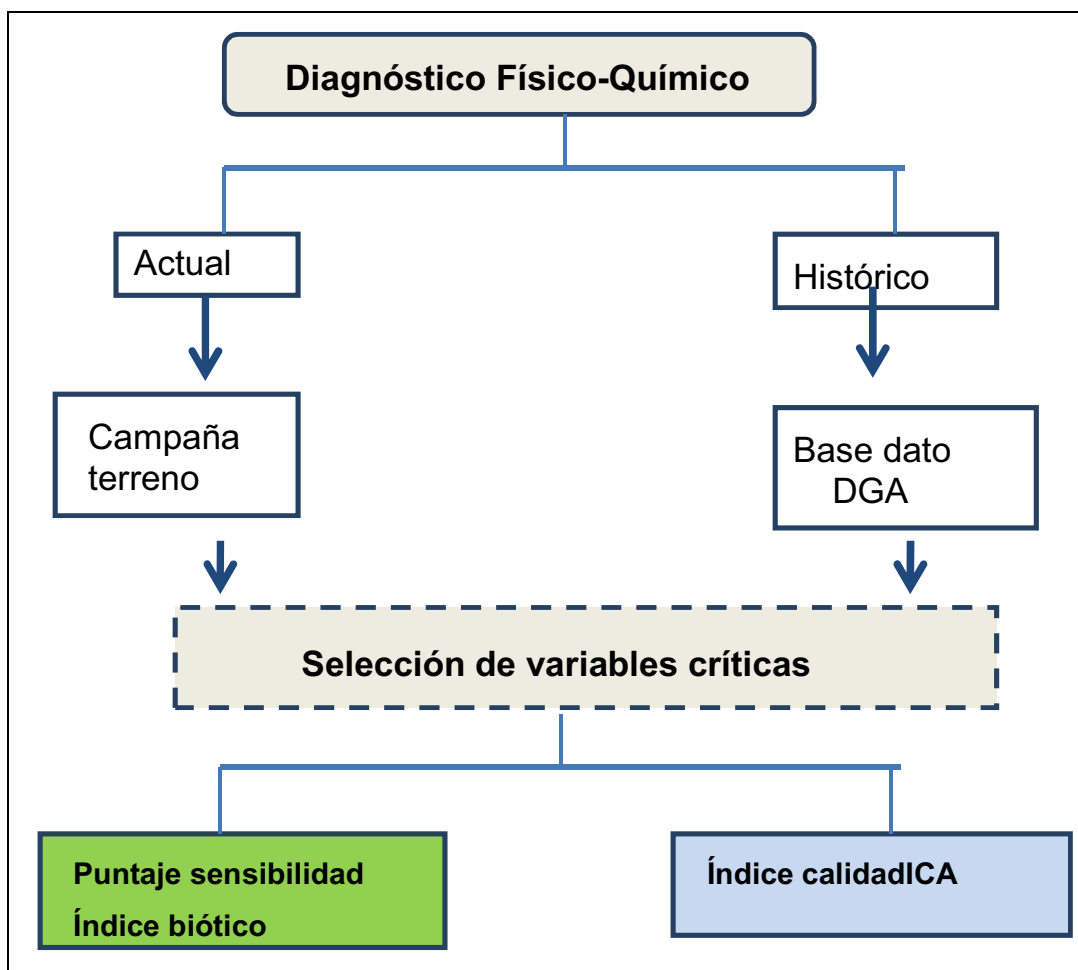 Diagnóstico Físico-Químico
Actual
Histórico
Campaña
terreno
Base dato
DGA
Selección de variables críticas
Puntaje sensibilidad
Índice biótico
Índice calidadICA